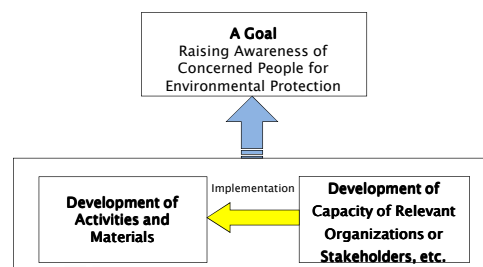 A Goal
Raising Awareness of
Concerned People for
Environmental Protection
Implementation
Development of
Activities and
Materials
Development of
Capacity of Relevant
Organizations or
Stakeholders, etc.